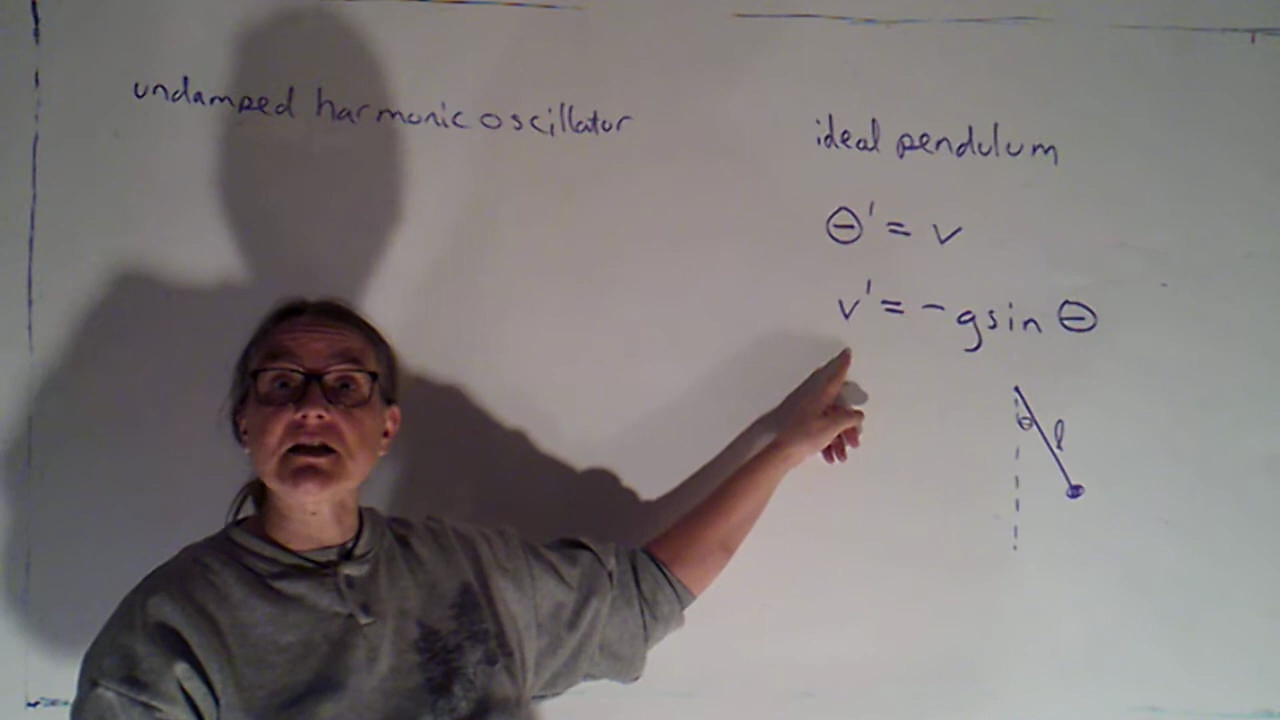 undamped harmonic oscillator
ideal pendulum
θ' = v
v' = -g sin θ
θ
l